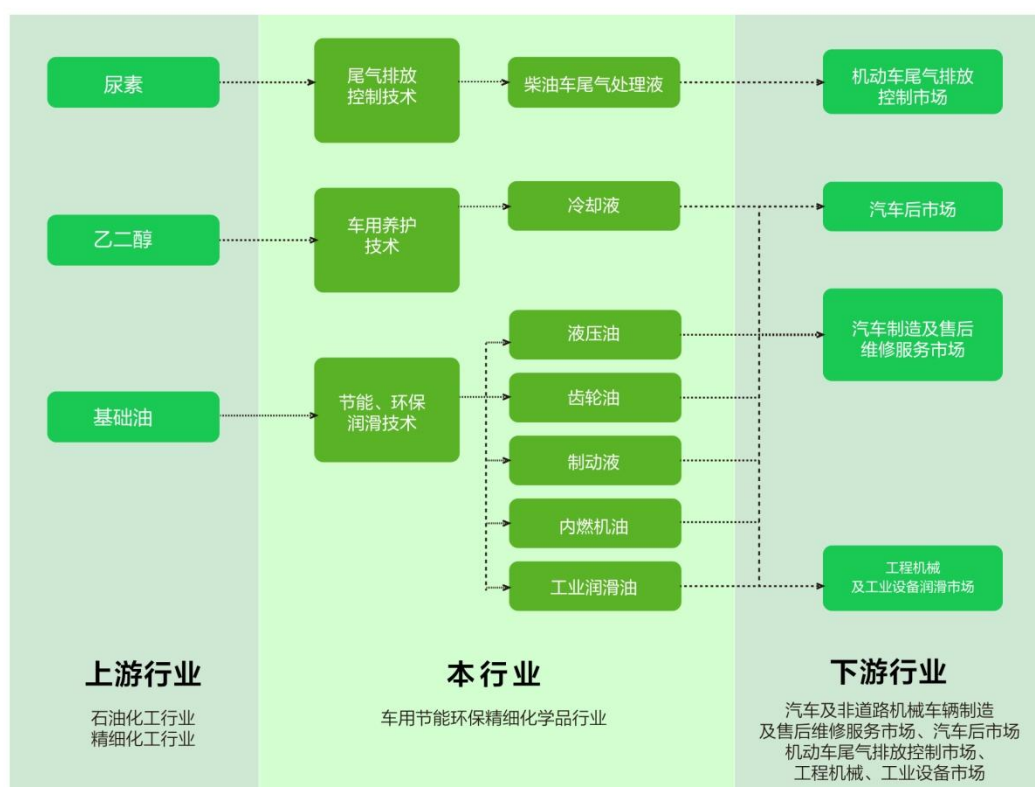 尿素
尾气排放
控制技术
柴油车尾气处理液
机动车尾气排放
控制市场
乙二醇
车用养护
技术
冷却液
汽车后市场
基础油
节能、环保
润滑技术
液压油
齿轮油
制动液
内燃机油
工业润滑油
汽车制造及售后
维修服务市场
工程机械
及工业设备润滑市场
上游行业
石油化工行业
精细化工行业
本行业
车用节能环保精细化学品行业
下游行业
汽车及非道路机械车辆制造
及售后维修服务市场、汽车后市场
机动车尾气排放控制市场、
工程机械、工业设备市场